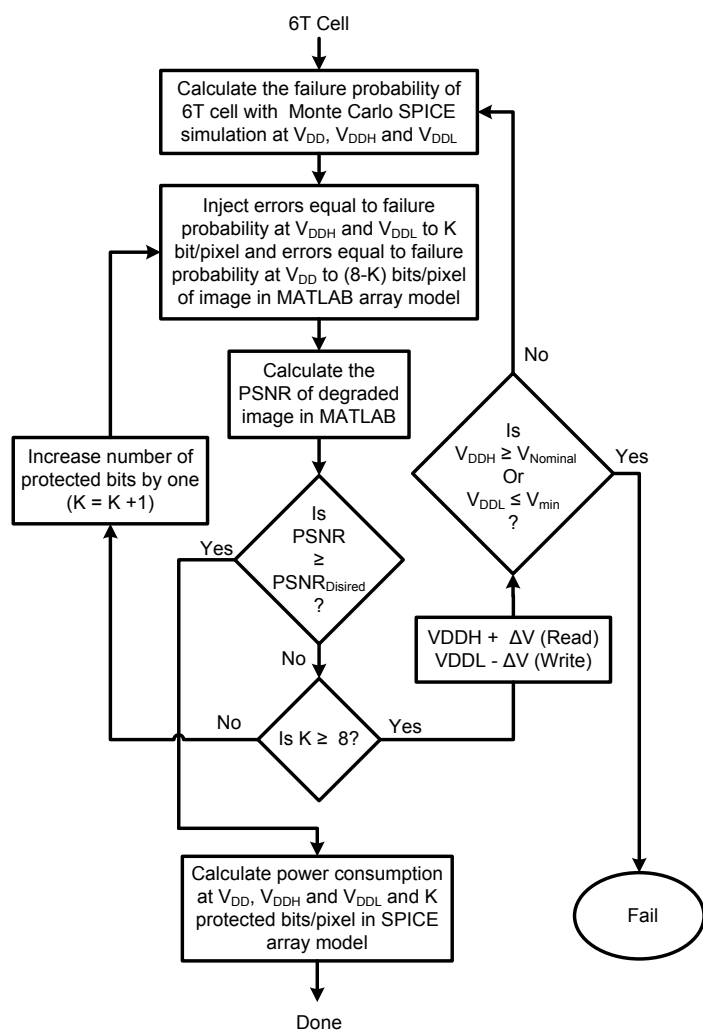 6T Cell
Calculate the failure probability of
6T cell with Monte Carlo SPICE
simulation at VDD, VDDH and VDDL
Inject errors equal to failure
probability at VDDH and VDDL to K
bit/pixel and errors equal to failure
probability at VDD to (8-K) bits/pixel
of image in MATLAB array model
Calculate the
PSNR of degraded
image in MATLAB
Increase number of
protected bits by one
(K = K +1)
Is
PSNR
≥
PSNRDisired
?
Yes
No
Is K ≥ 8?
No
Yes
VDDH + ΔV (Read)
VDDL - ΔV (Write)
Is
VDDH ≥ VNominal
Or
VDDL ≤ Vmin
?
No
Yes
Fail
Calculate power consumption
at VDD, VDDH and VDDL and K
protected bits/pixel in SPICE
array model
Done